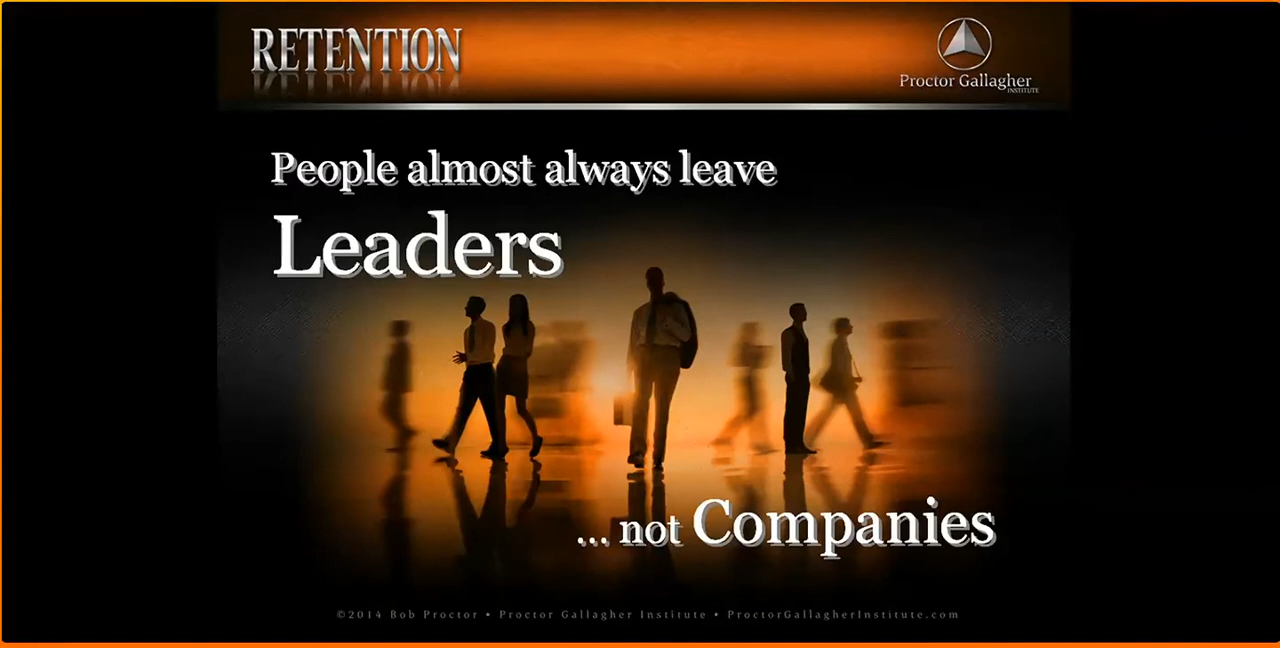 RETENTION
Proctor Gallagher
INSTITUTE
People almost always leave
Leaders
... not Companies
©2014 Bob Proctor • Proctor Gallagher Institute • ProctorGallagherInstitute.com